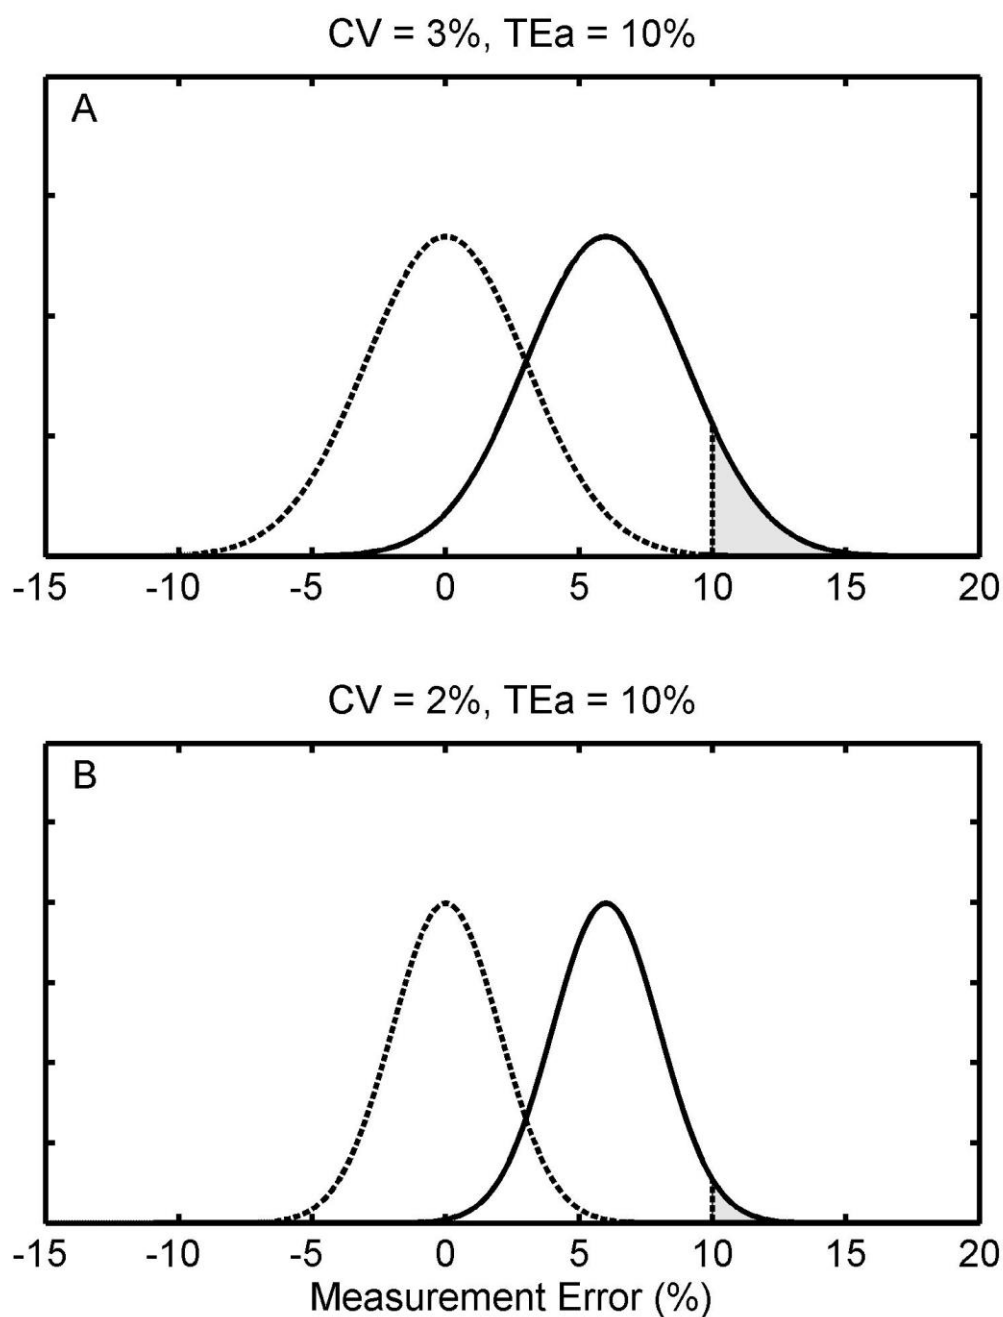 CV = 3%, TEa = 10%
A
-15 -10 -5 0 5 10 15 20
CV = 2%, TEa = 10%
B
-15 -10 -5 0 5 10 15 20
Measurement Error (%)